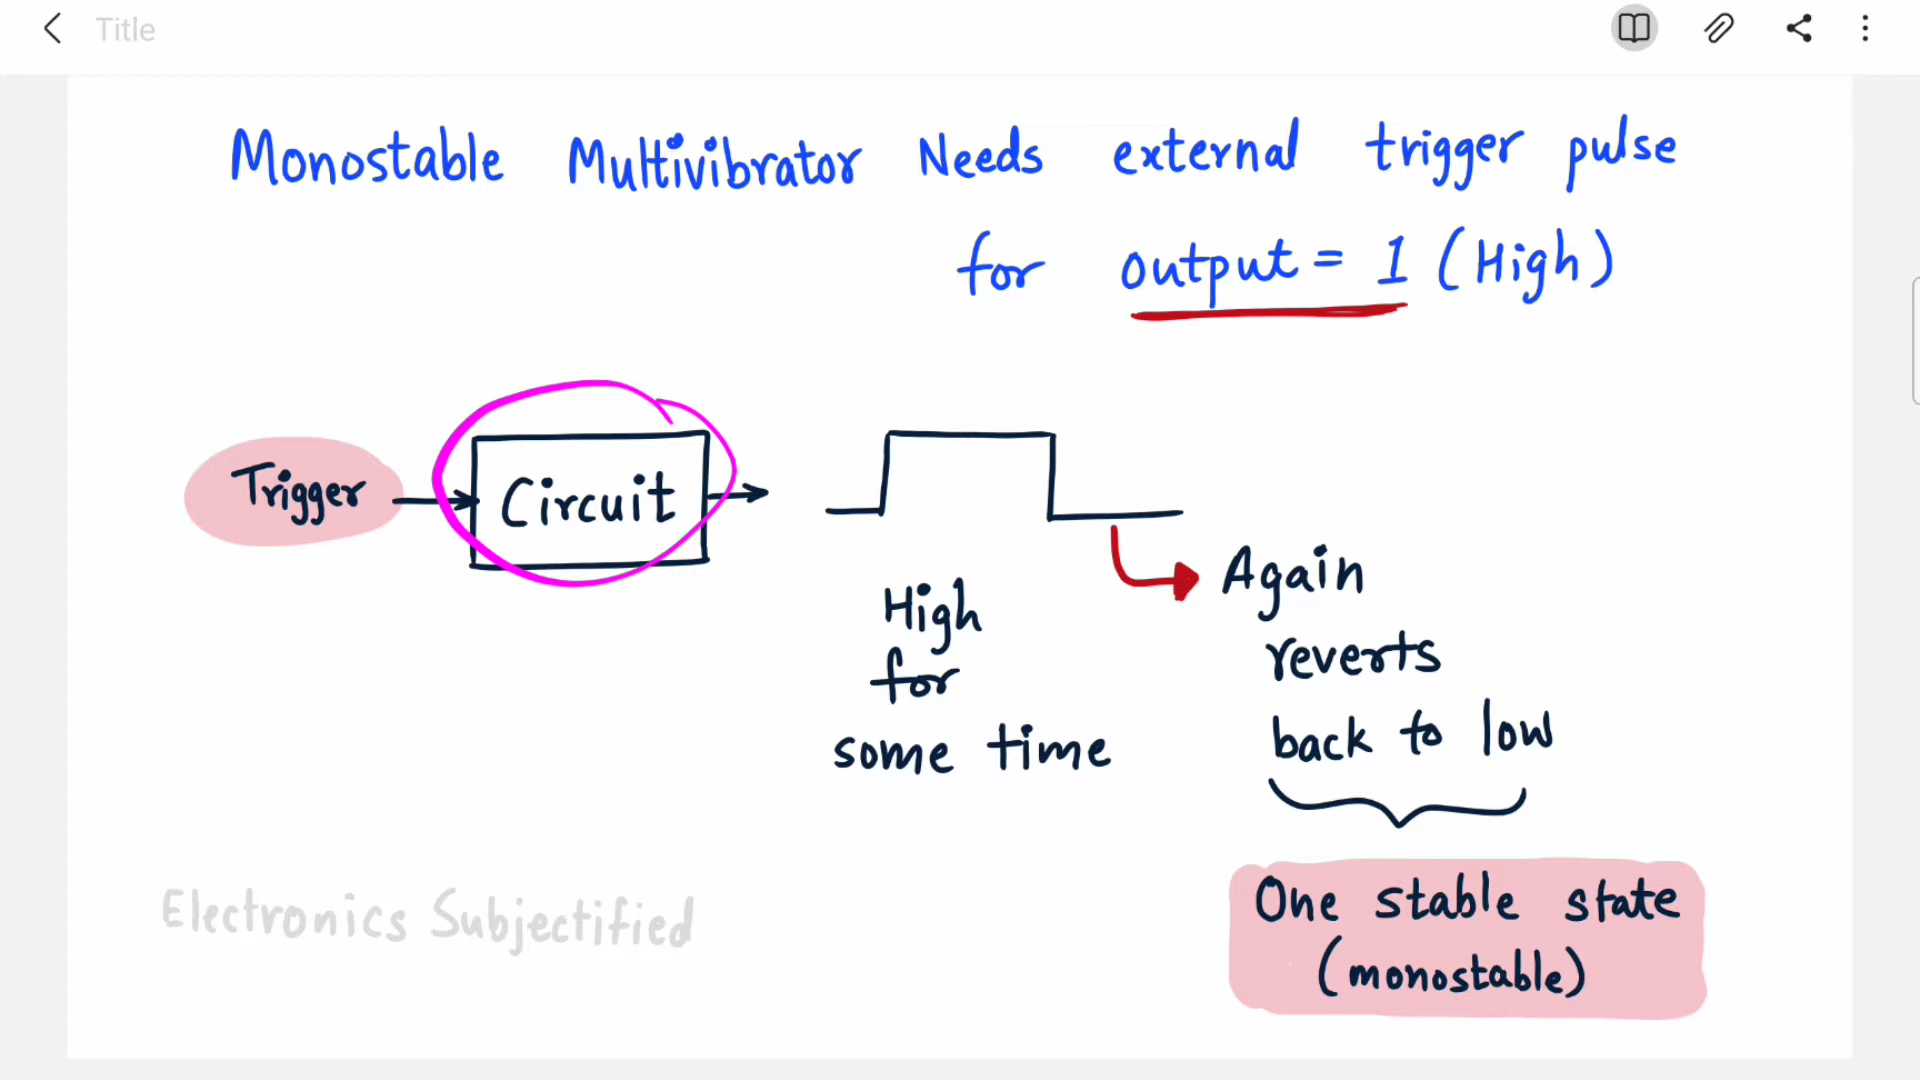 Title
Monostable Multivibrator Needs external trigger pulse
for output = 1 (High)
Trigger
Circuit
High
for
some time
Again
reverts
back to low
One stable state
(monostable)
Electronics Subjectified